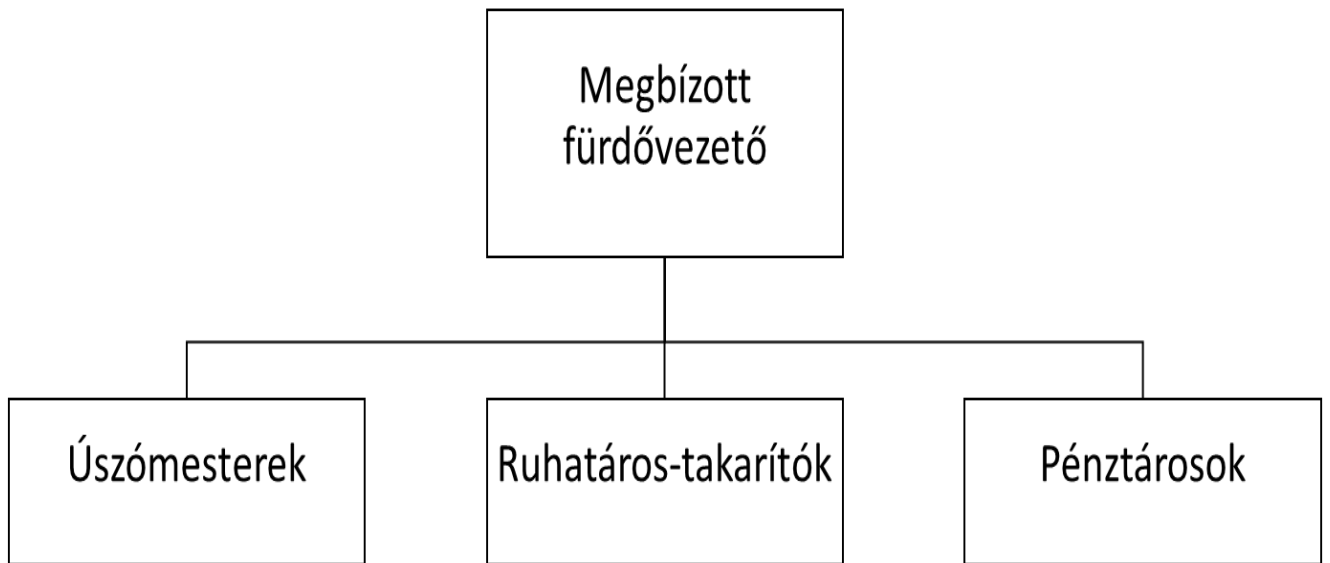 Megbízott
fürdővezető
Úszómesterek
Ruhatáros-takarítók
Pénztárosok